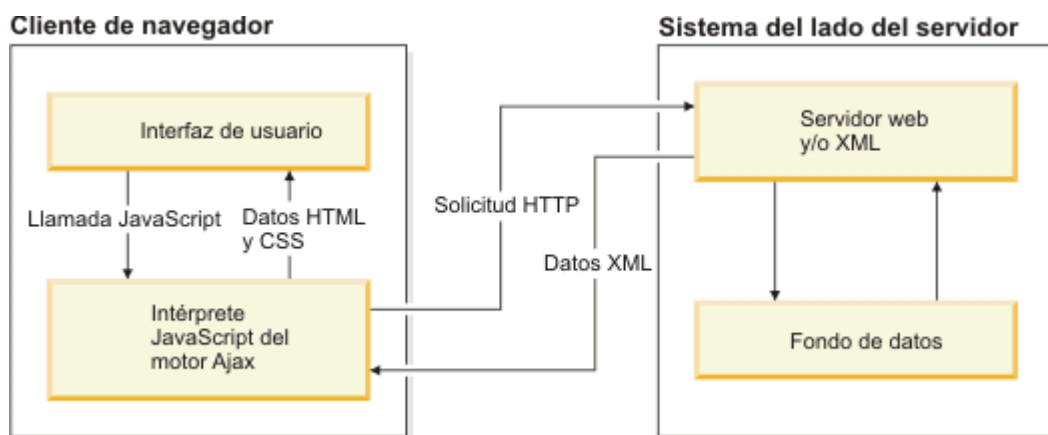 Cliente de navegador
Sistema del lado del servidor
Interfaz de usuario
Servidor web
y/o XML
Llamada JavaScript
Datos HTML
y CSS
Solicitud HTTP
Datos XML
Intérprete
JavaScript del
motor Ajax
Fondo de datos